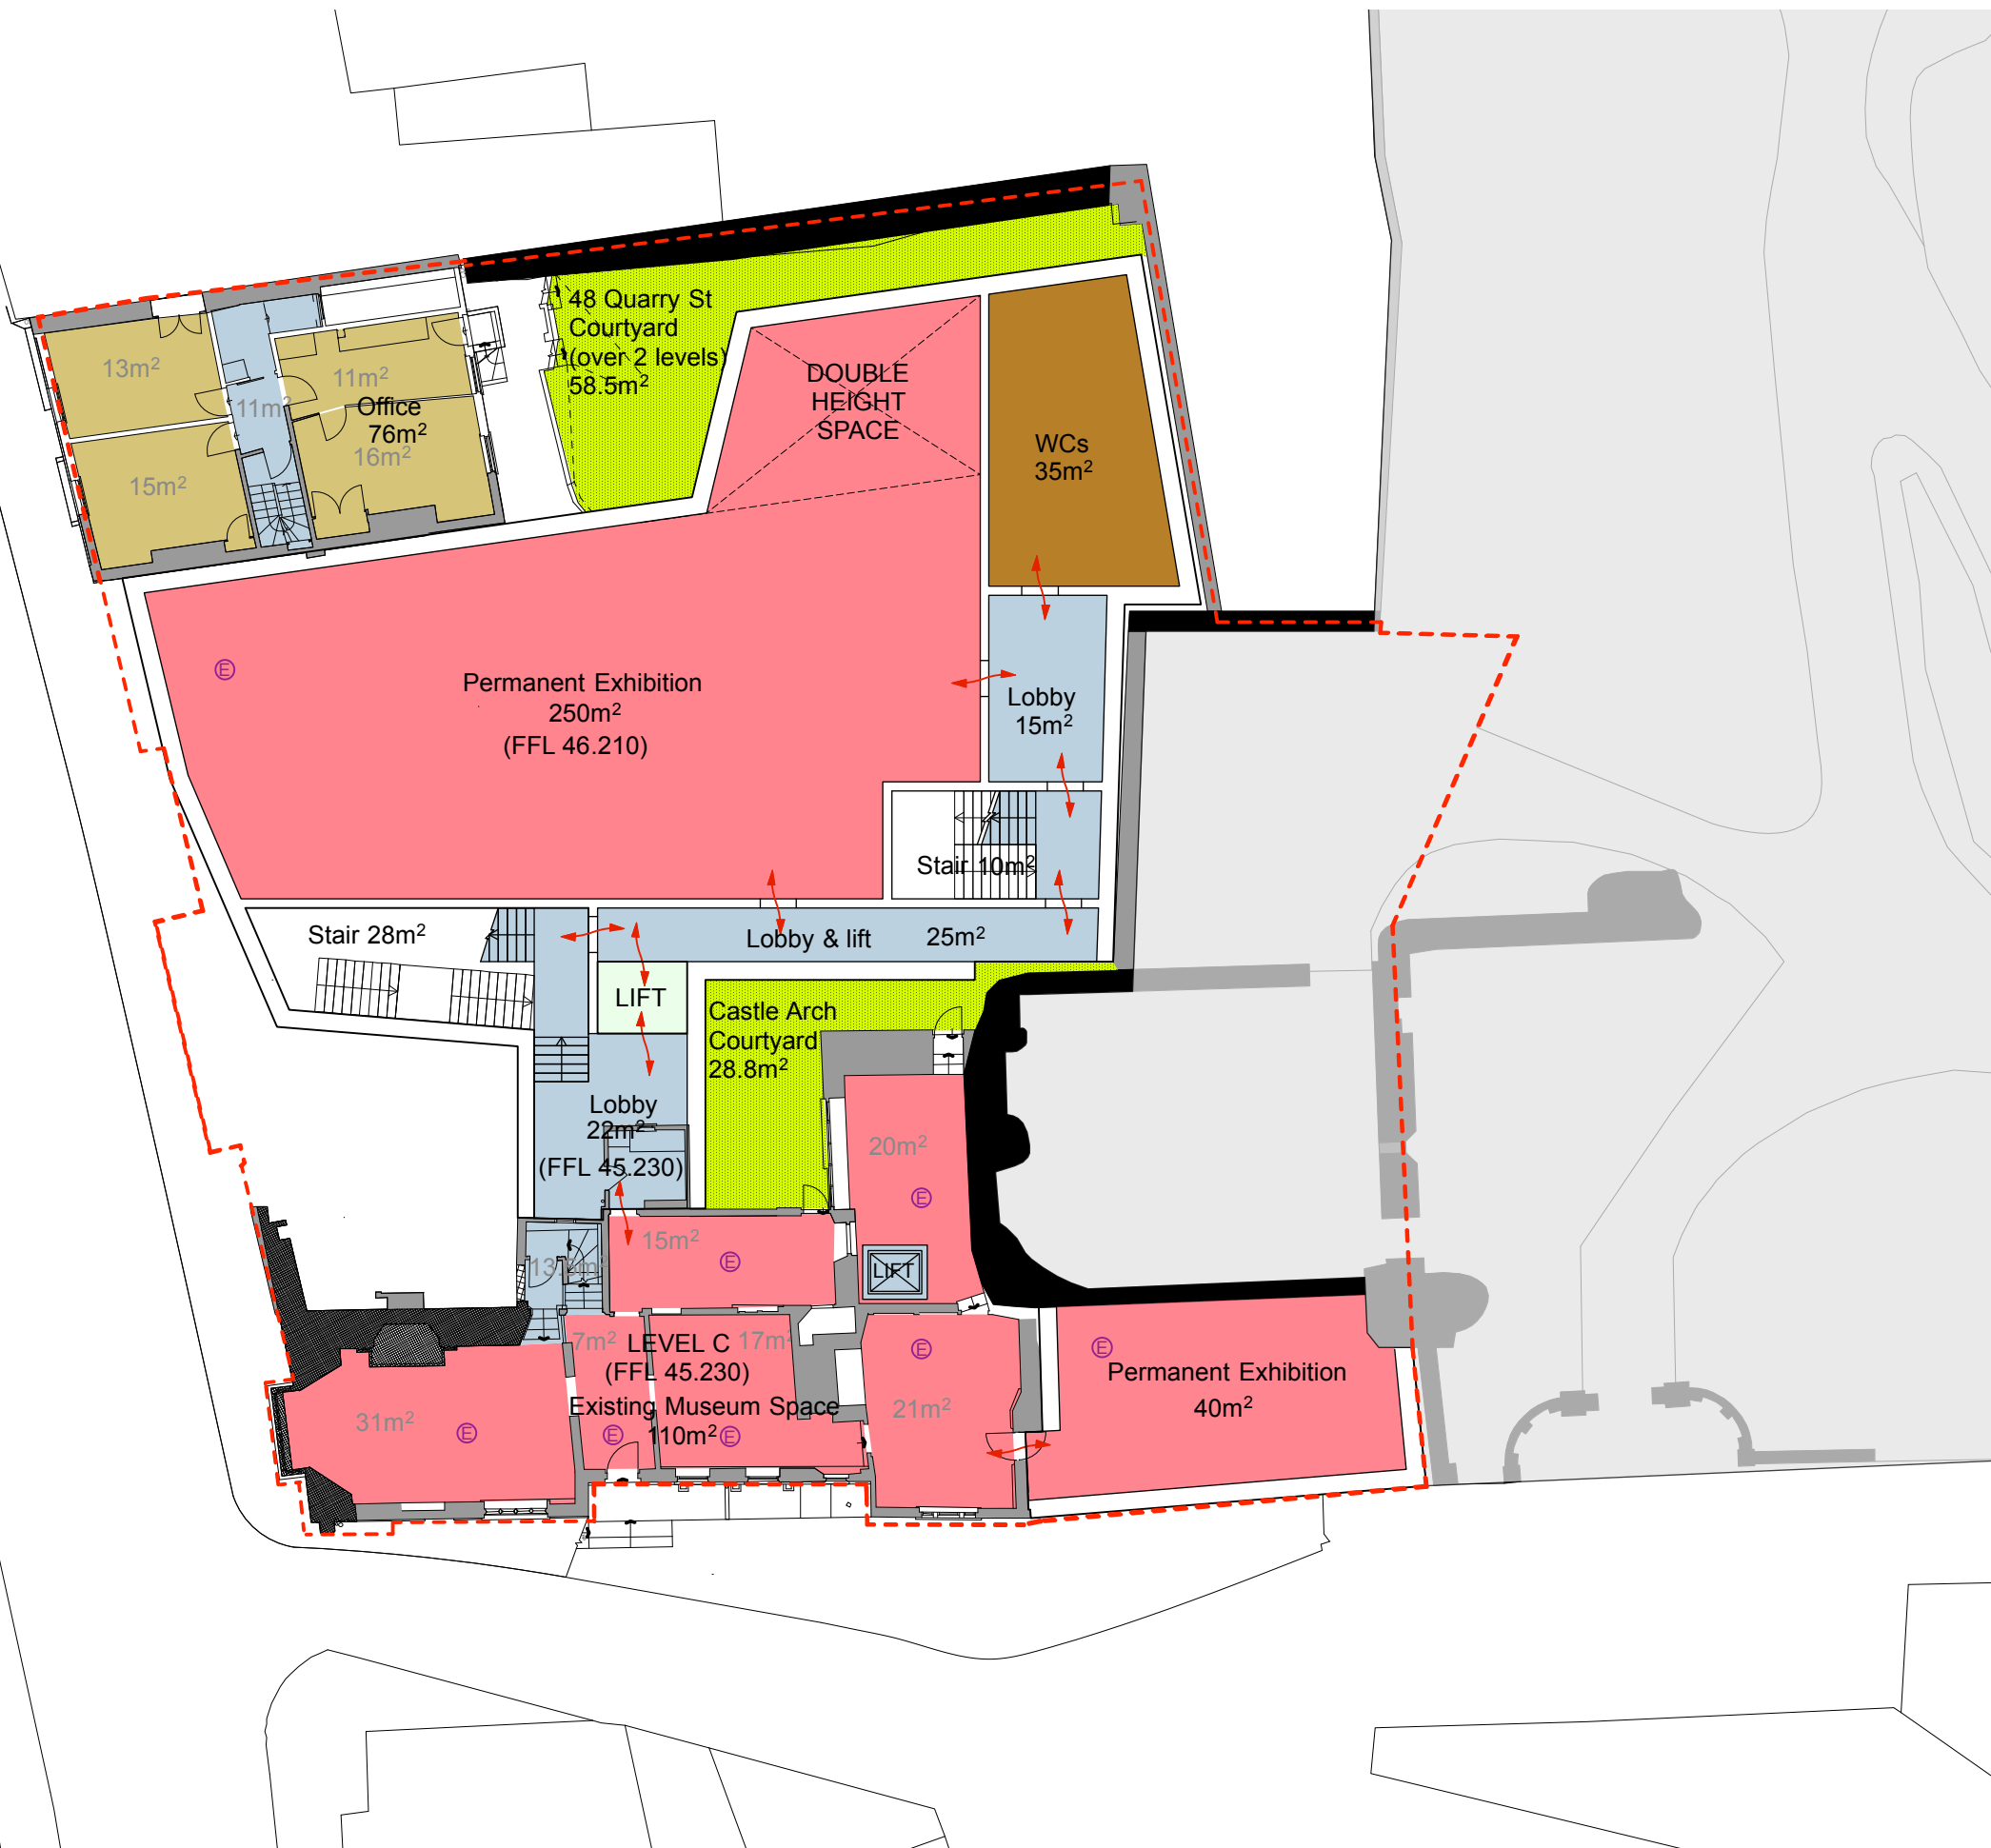 48 Quarry St
Courtyard
(over 2 levels)
58.5m²
13m²
11m²
11m²
Office
76m²
16m²
15m²
DOUBLE
HEIGHT
SPACE
WCs
35m²
E
Permanent Exhibition
250m²
(FFL 46.210)
Lobby
15m²
Stair 10m²
Stair 28m²
Lobby & lift 25m²
LIFT
Castle Arch
Courtyard
28.8m²
Lobby
22m²
(FFL 45.230)
20m²
E
15m²
E
LIFT
7m²
LEVEL C
17m²
(FFL 45.230)
Existing Museum Space
110m²
E
E
31m²
E
E
21m²
E
Permanent Exhibition
40m²